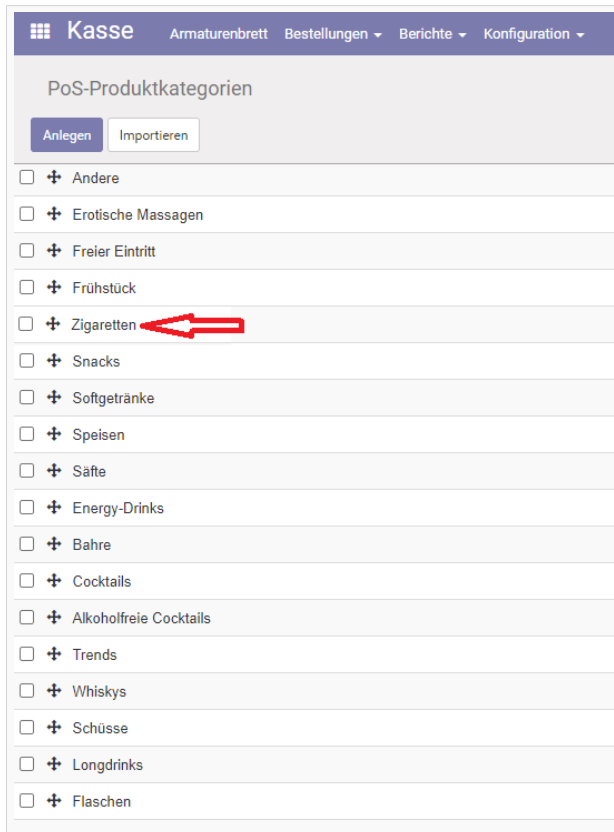 Kasse Armaturenbrett Bestellungen Berichte Konfiguration
PoS-Produktkategorien
Anlegen Importieren
Andere
Erotische Massagen
Freier Eintritt
Frühstück
Zigaretten
Snacks
Softgetränke
Speisen
Säfte
Energy-Drinks
Bahre
Cocktails
Alkoholfreie Cocktails
Trends
Whiskys
Schüsse
Longdrinks
Flaschen